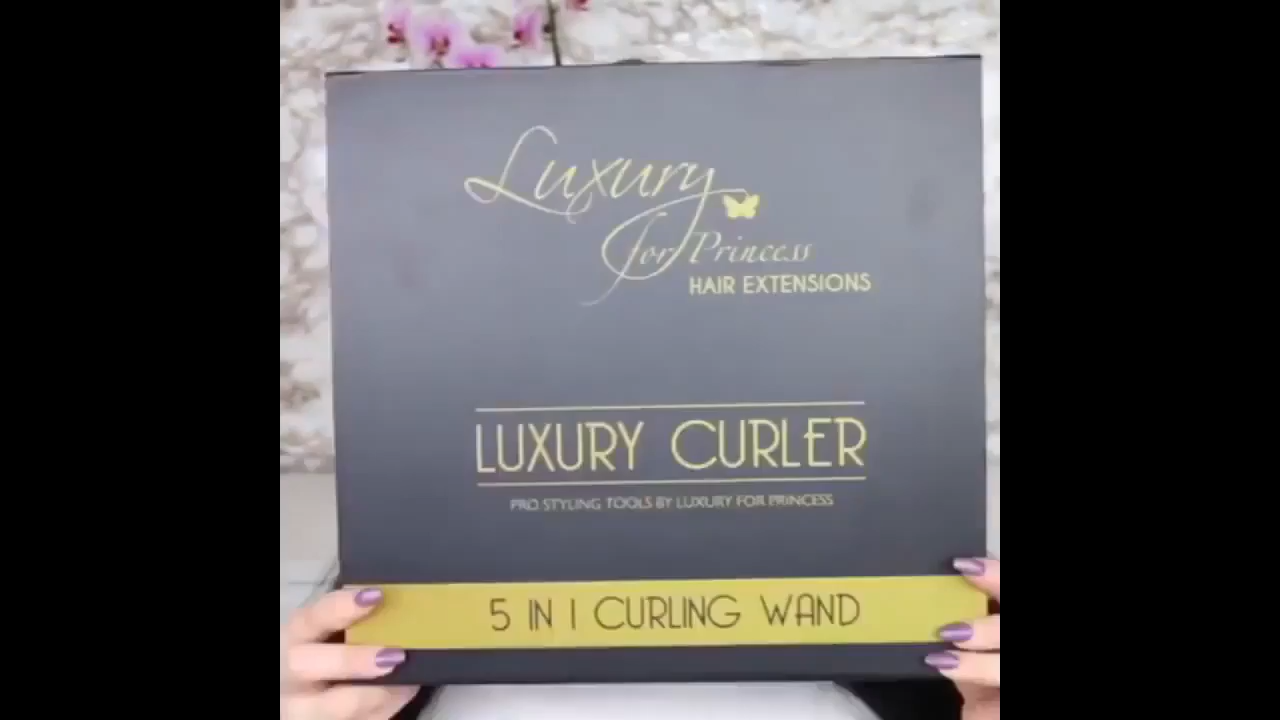 Luxury
for Princess
HAIR EXTENSIONS
LUXURY CURLER
PRO STYLING TOOLS BY LUXURY FOR PRINCESS
5 IN 1 CURLING WAND